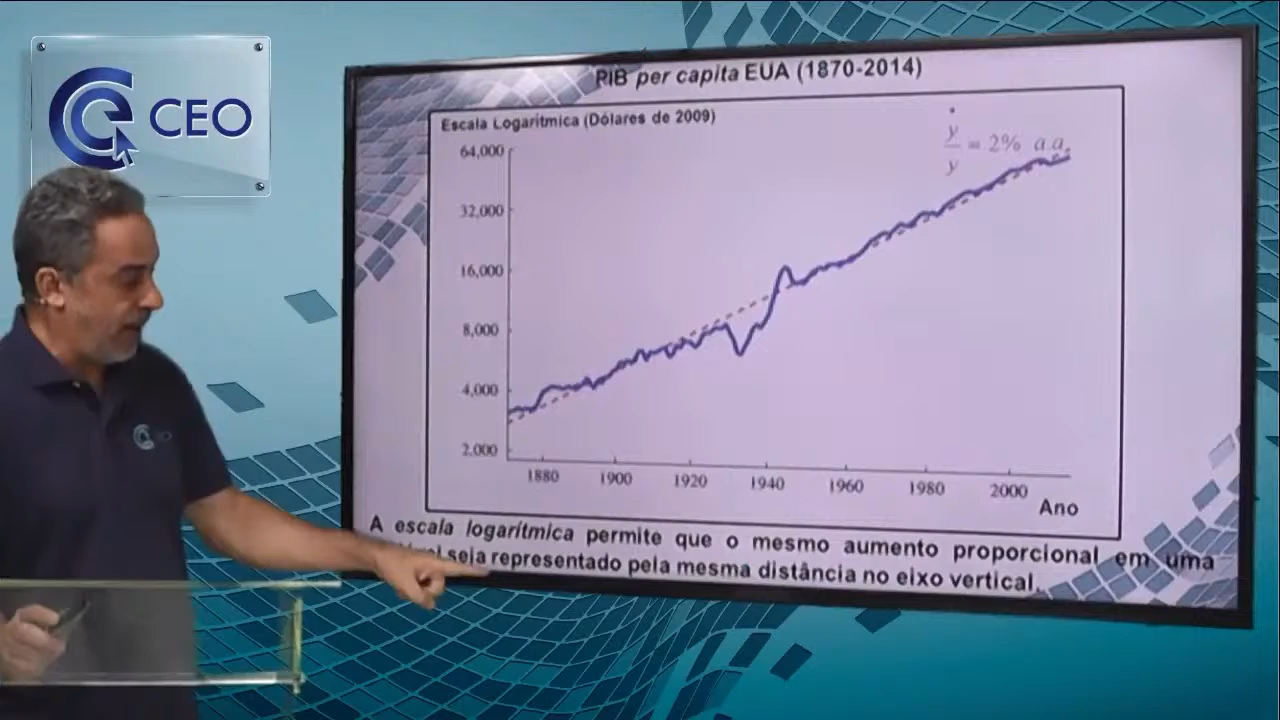 CEO
PIB per capita EUA (1870-2014)
Escala Logarítmica (Dólares de 2009)
ẏ
y = 2% a.a.
64,000
32,000
16,000
8,000
4,000
2.000
1880 1900 1920 1940 1960 1980 2000
Ano
A escala logarítmica permite que o mesmo aumento proporcional em uma
seja representado pela mesma distância no eixo vertical.